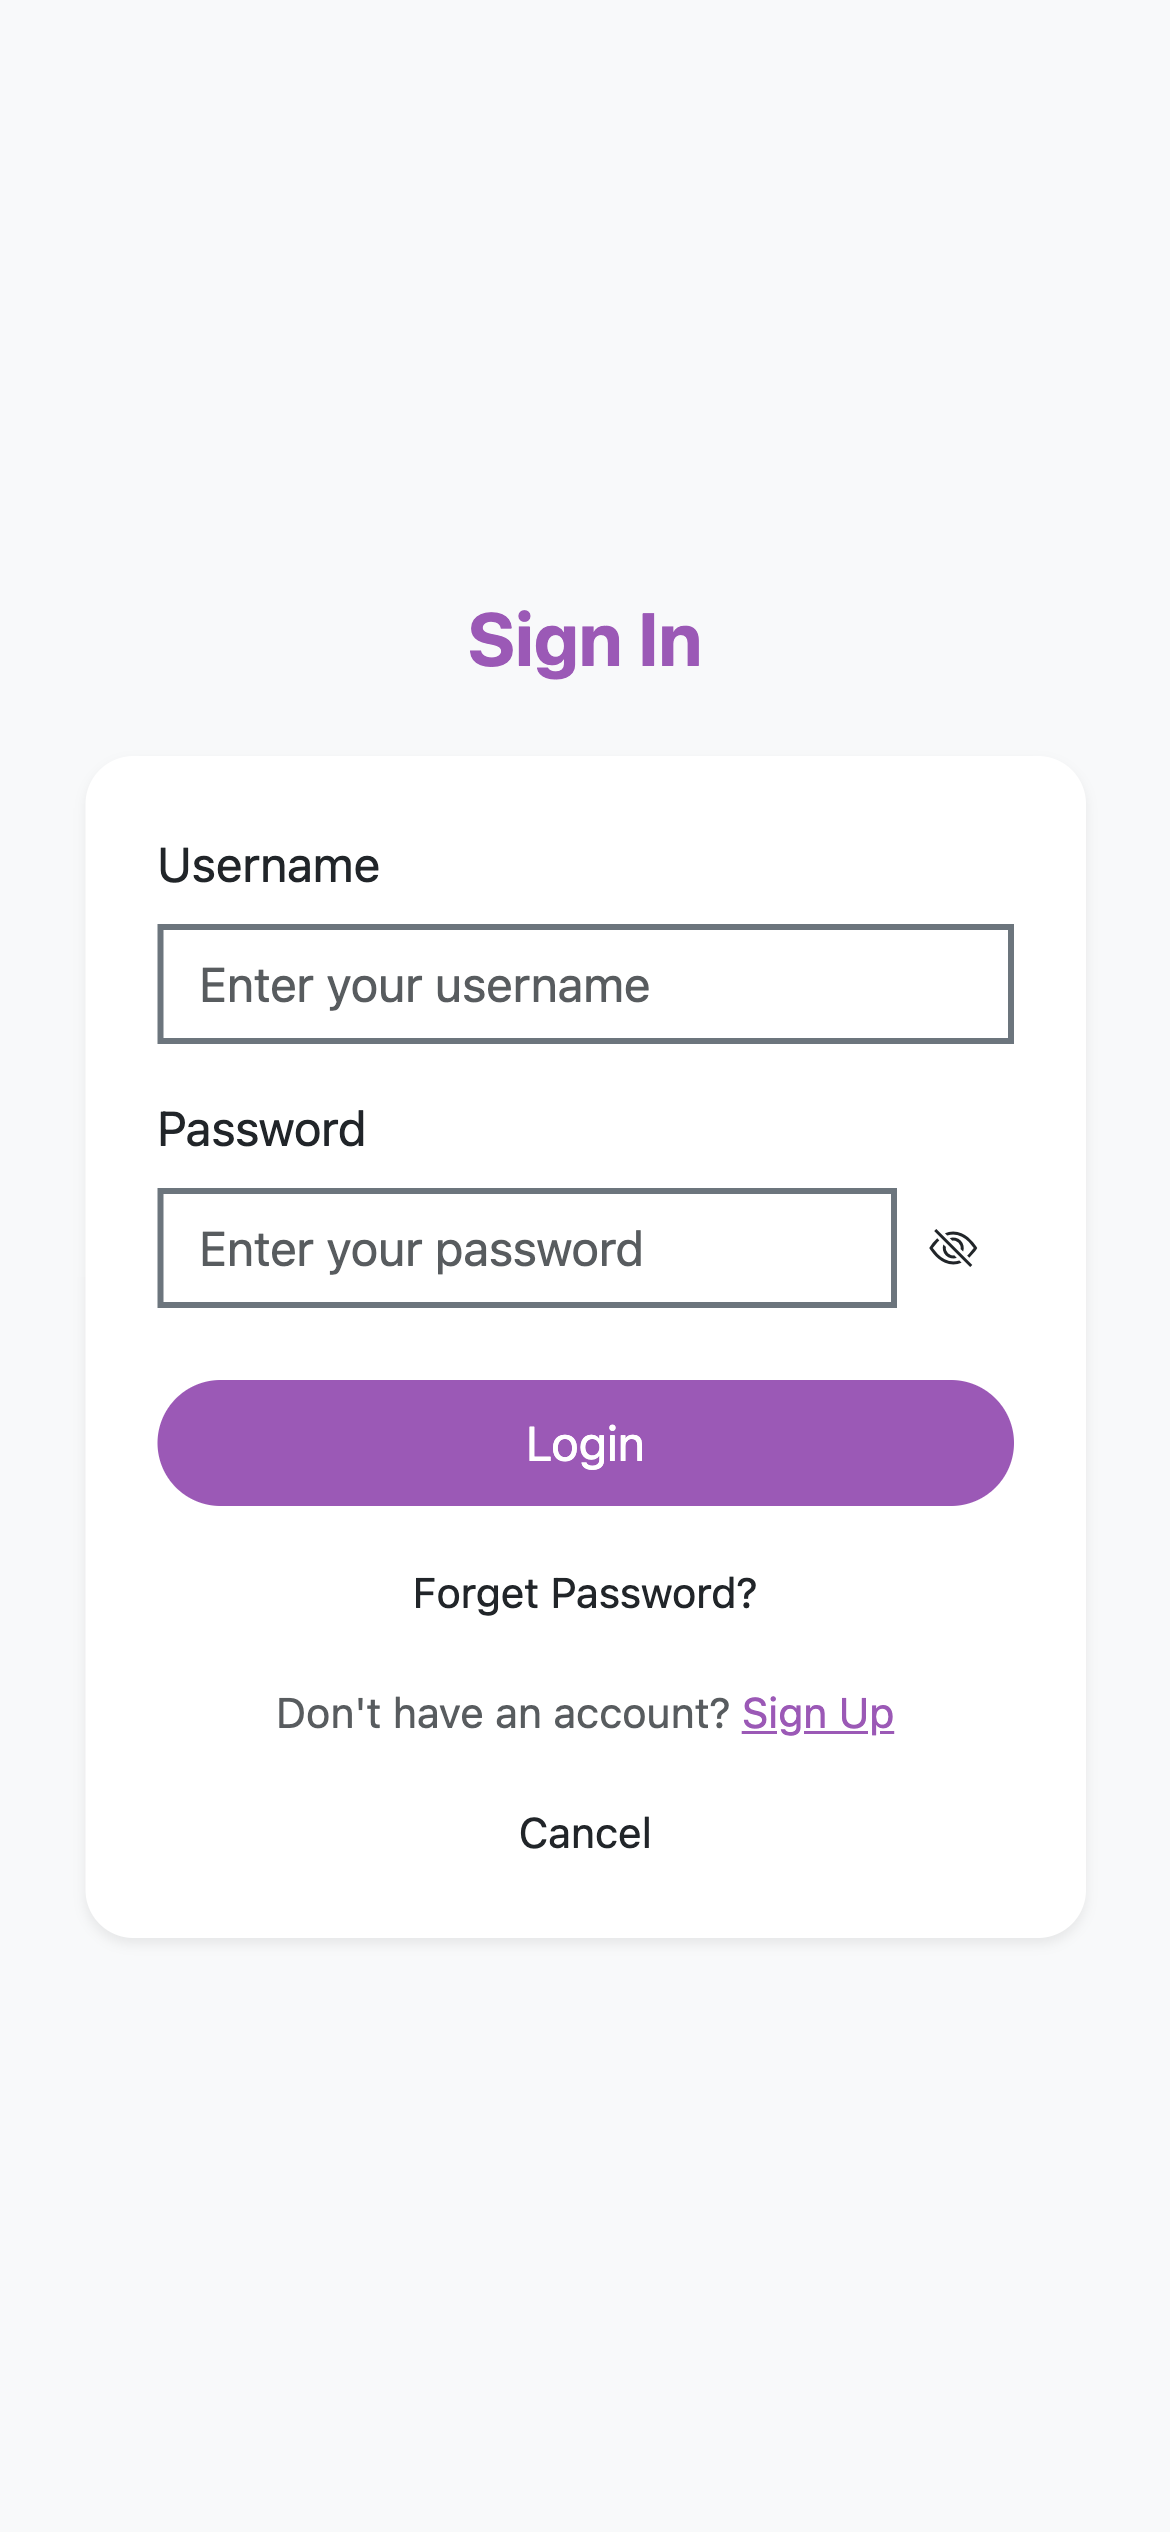 Sign In
Username
Enter your username
Password
Enter your password
Login
Forget Password?
Don't have an account? Sign Up
Cancel